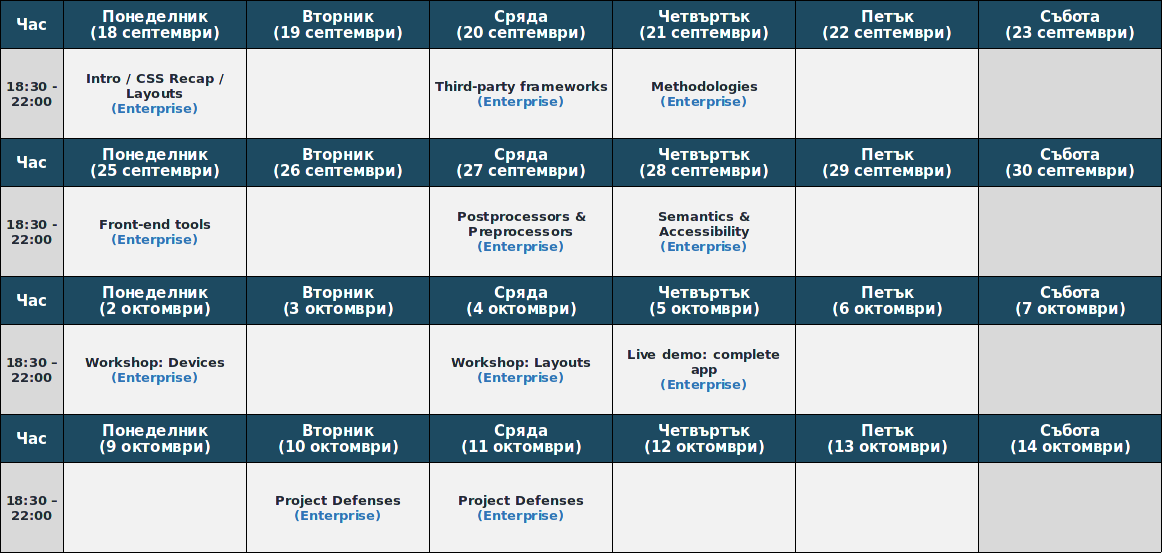 Час
Понеделник
(18 септември)
Вторник
(19 септември)
Сряда
(20 септември)
Четвъртък
(21 септември)
Петък
(22 септември)
Събота
(23 септември)
18:30 -
22:00
Intro / CSS Recap /
Layouts
(Enterprise)
Third-party frameworks
(Enterprise)
Methodologies
(Enterprise)
Час
Понеделник
(25 септември)
Вторник
(26 септември)
Сряда
(27 септември)
Четвъртък
(28 септември)
Петък
(29 септември)
Събота
(30 септември)
18:30 -
22:00
Front-end tools
(Enterprise)
Postprocessors &
Preprocessors
(Enterprise)
Semantics &
Accessibility
(Enterprise)
Час
Понеделник
(2 октомври)
Вторник
(3 октомври)
Сряда
(4 октомври)
Четвъртък
(5 октомври)
Петък
(6 октомври)
Събота
(7 октомври)
18:30 –
22:00
Workshop: Devices
(Enterprise)
Workshop: Layouts
(Enterprise)
Live demo: complete
app
(Enterprise)
Час
Понеделник
(9 октомври)
Вторник
(10 октомври)
Сряда
(11 октомври)
Четвъртък
(12 октомври)
Петък
(13 октомври)
Събота
(14 октомври)
18:30 –
22:00
Project Defenses
(Enterprise)
Project Defenses
(Enterprise)